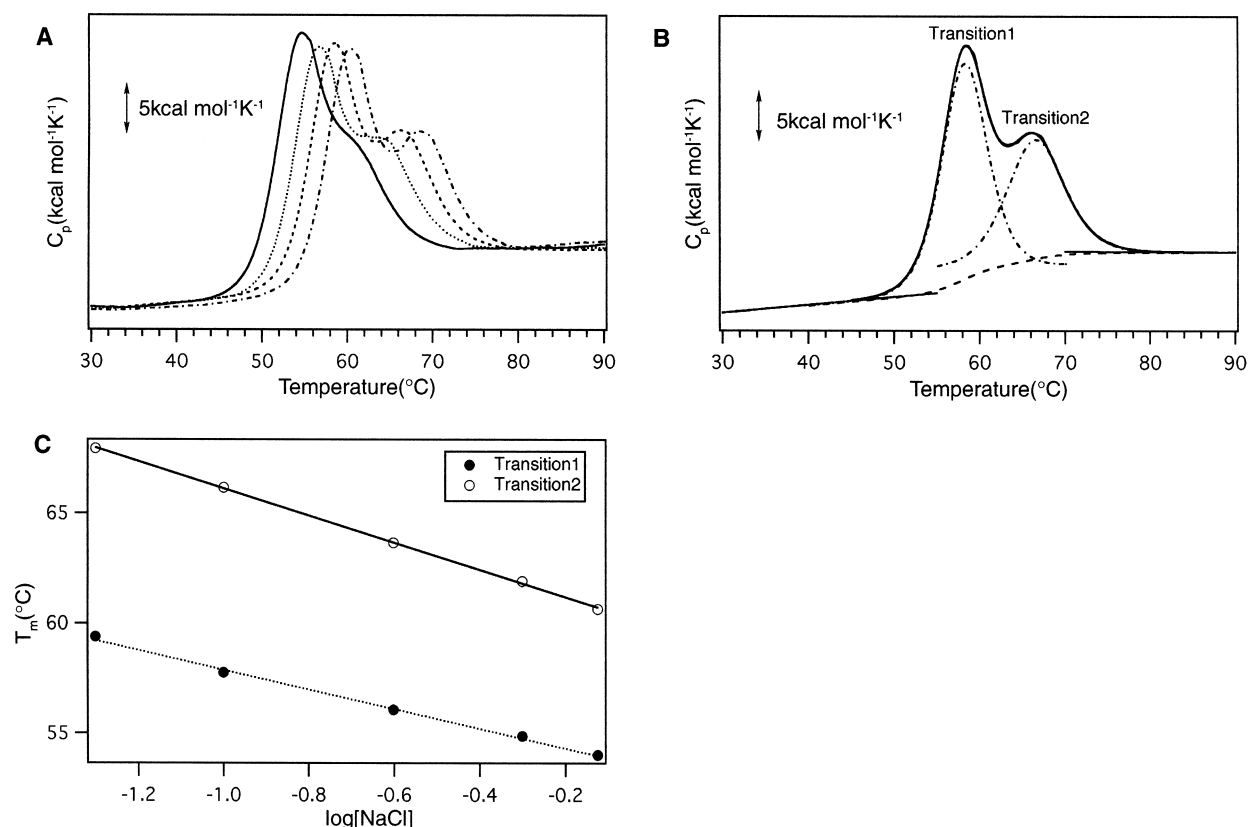 A
5kcal mol-1K-1
Cp(kcal mol-1K-1)
30 40 50 60 70 80 90
Temperature(°C)
B
Transition1
Transition2
5kcal mol-1K-1
Cp(kcal mol-1K-1)
30 40 50 60 70 80 90
Temperature(°C)
C
Transition1
Transition2
65
60
55
Tm(°C)
-1.2 -1.0 -0.8 -0.6 -0.4 -0.2
log[NaCl]